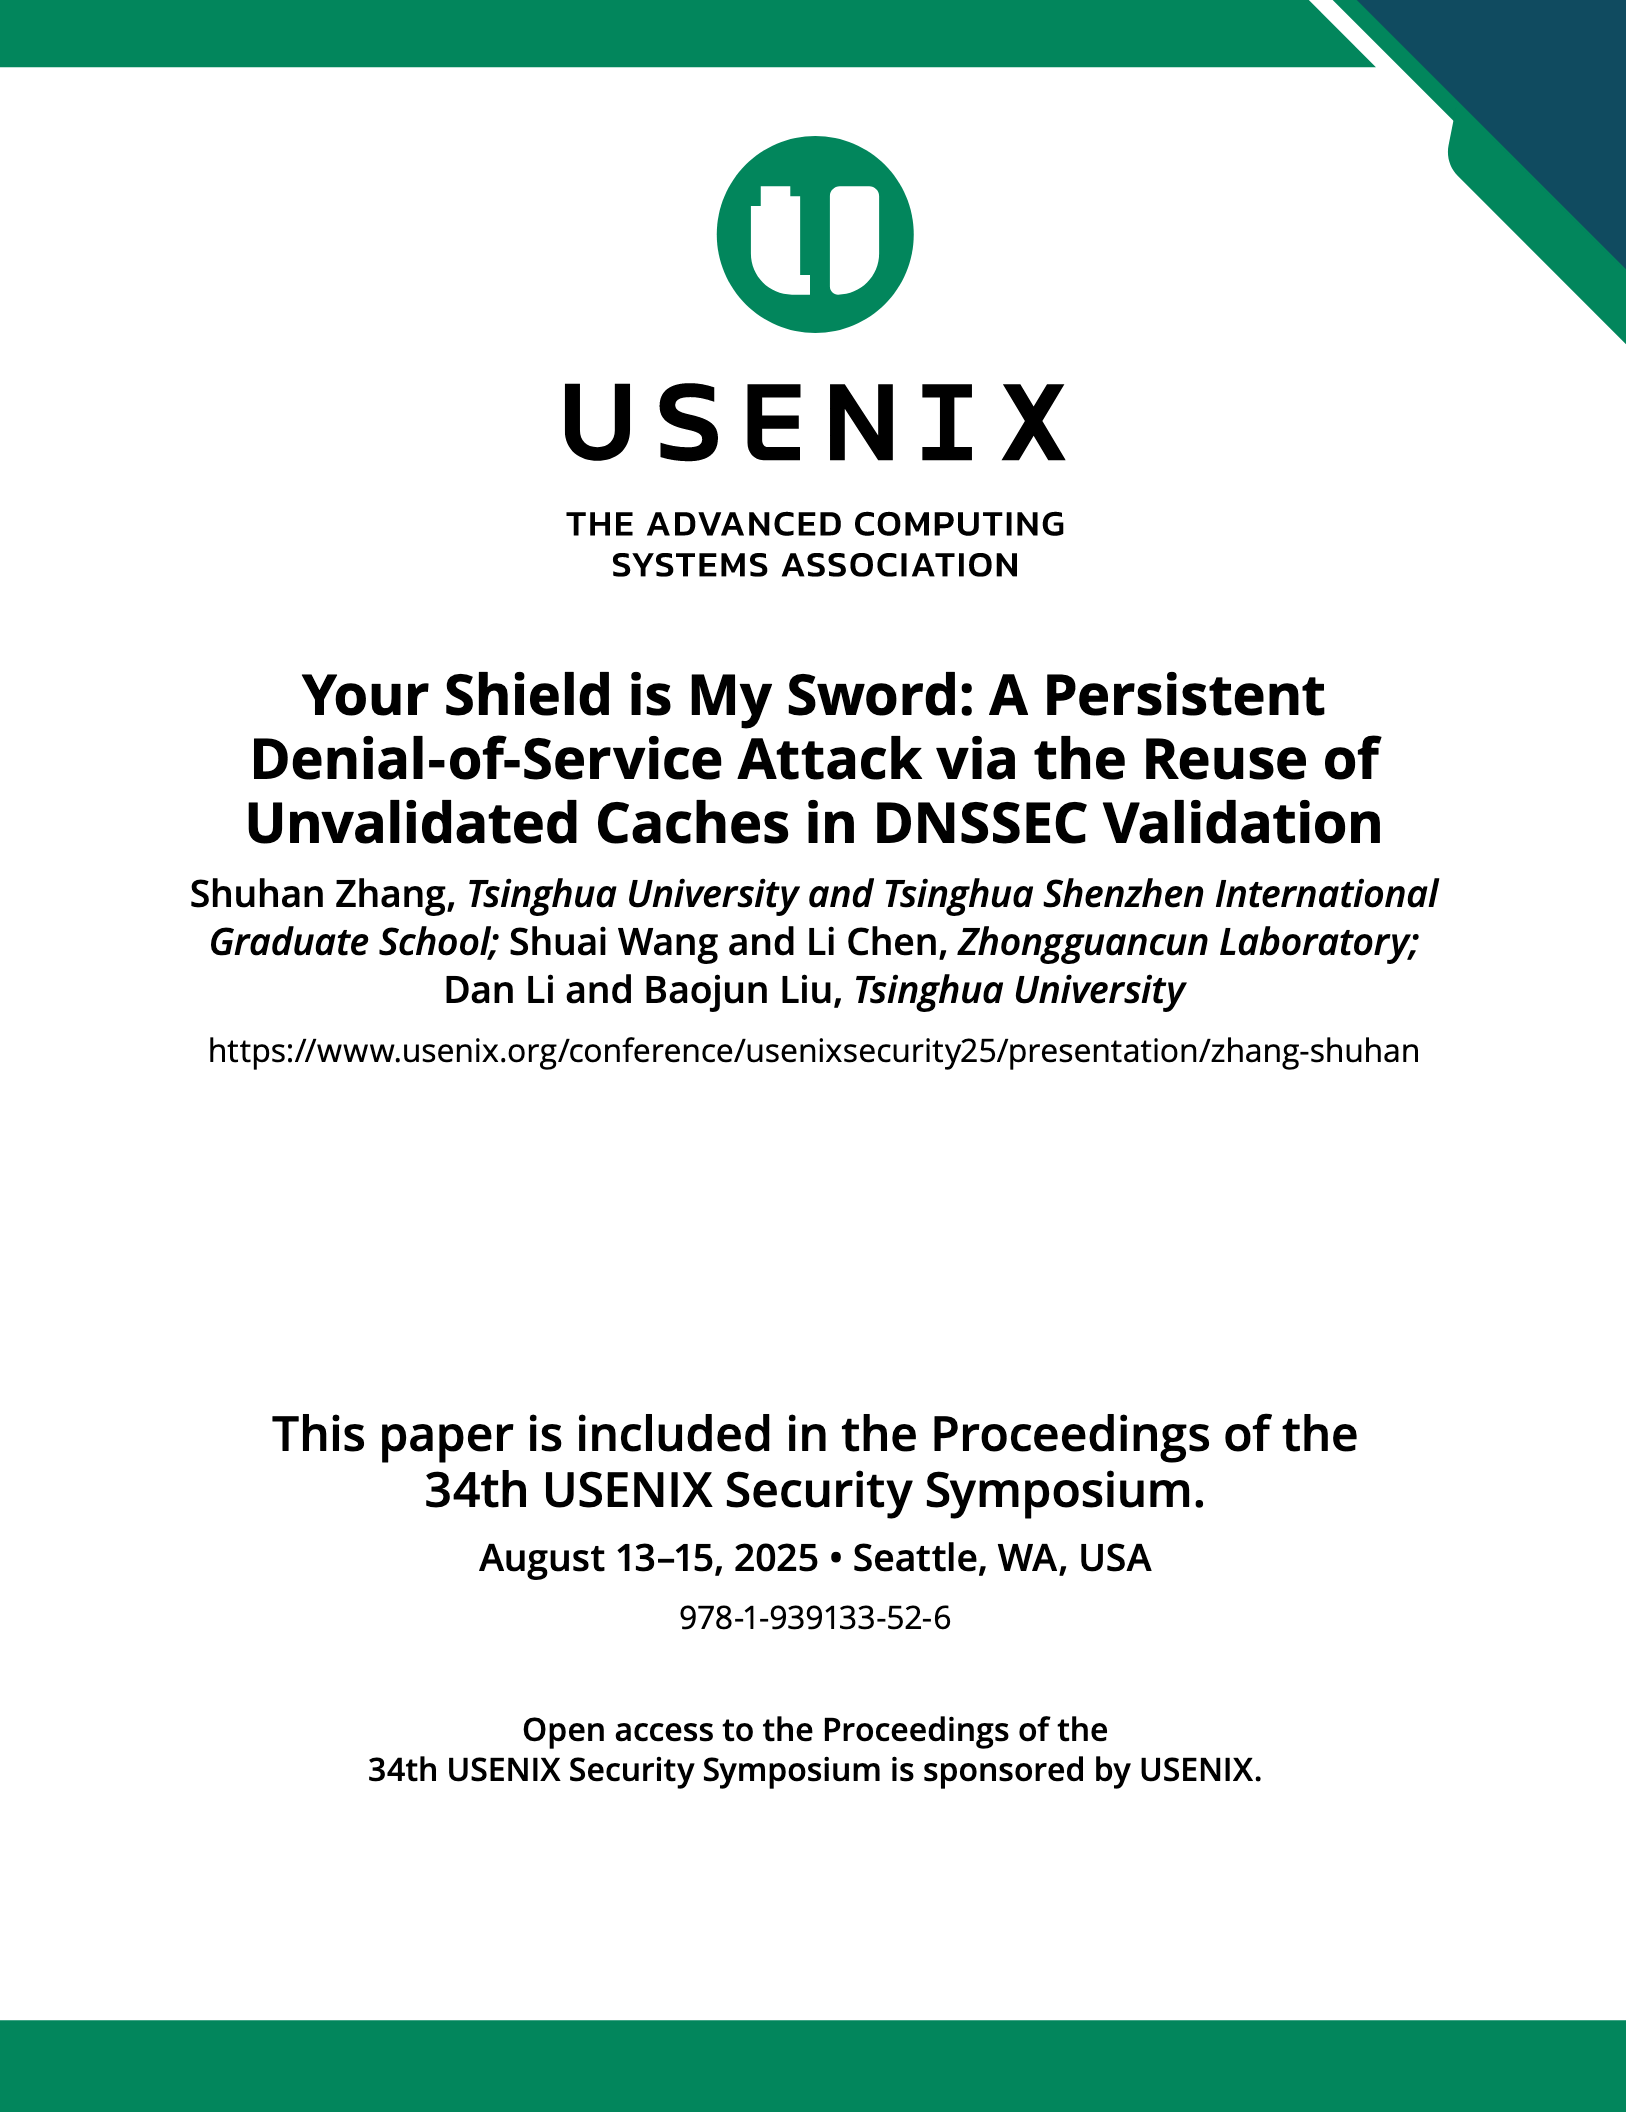 USENIX
THE ADVANCED COMPUTING
SYSTEMS ASSOCIATION
Your Shield is My Sword: A Persistent
Denial-of-Service Attack via the Reuse of
Unvalidated Caches in DNSSEC Validation
Shuhan Zhang, Tsinghua University and Tsinghua Shenzhen International
Graduate School; Shuai Wang and Li Chen, Zhongguancun Laboratory;
Dan Li and Baojun Liu, Tsinghua University
https://www.usenix.org/conference/usenixsecurity25/presentation/zhang-shuhan
This paper is included in the Proceedings of the
34th USENIX Security Symposium.
August 13–15, 2025 • Seattle, WA, USA
978-1-939133-52-6
Open access to the Proceedings of the
34th USENIX Security Symposium is sponsored by USENIX.